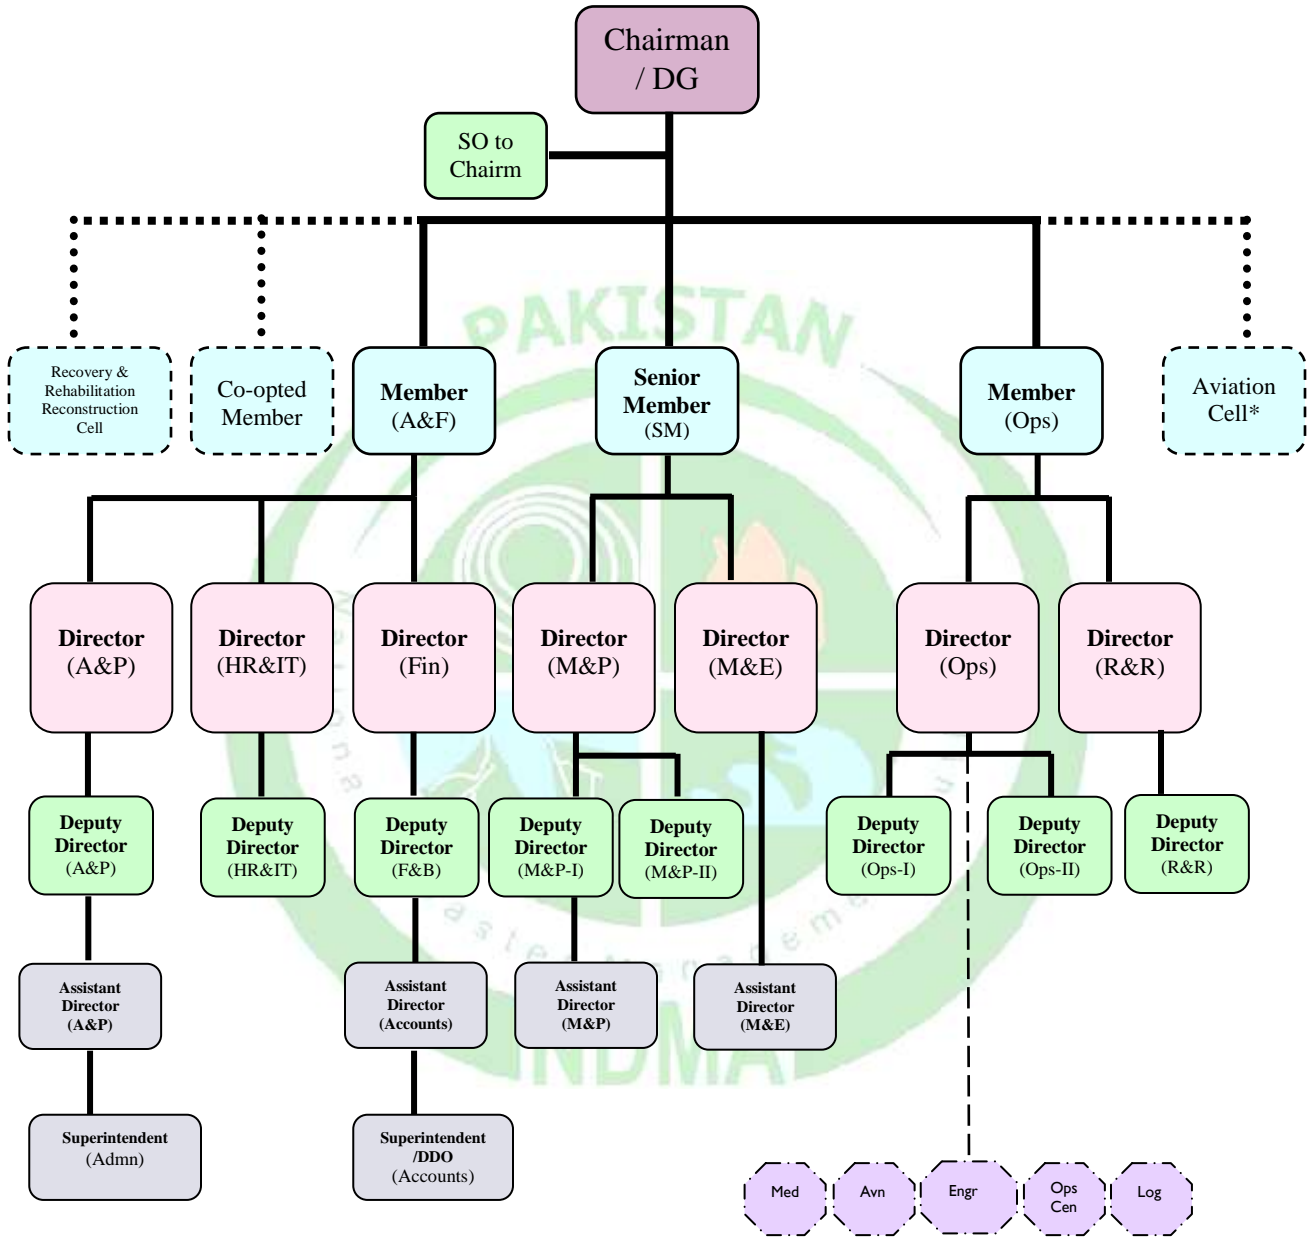 Chairman
/ DG
SO to
Chairm
Recovery &
Rehabilitation
Reconstruction
Cell
Co-opted
Member
Member
(A&F)
Senior
Member
(SM)
Member
(Ops)
Aviation
Cell*
PAKISTAN
Director
(A&P)
Director
(HR&IT)
Director
(Fin)
Director
(M&P)
Director
(M&E)
Director
(Ops)
Director
(R&R)
Deputy
Director
(A&P)
Deputy
Director
(HR&IT)
Deputy
Director
(F&B)
Deputy
Director
(M&P-I)
Deputy
Director
(M&P-II)
Deputy
Director
(Ops-I)
Deputy
Director
(Ops-II)
Deputy
Director
(R&R)
Assistant
Director
(A&P)
Assistant
Director
(Accounts)
Assistant
Director
(M&P)
Assistant
Director
(M&E)
NDMA
Superintendent
(Admn)
Superintendent
/DDO
(Accounts)
Med
Avn
Engr
Ops
Cen
Log